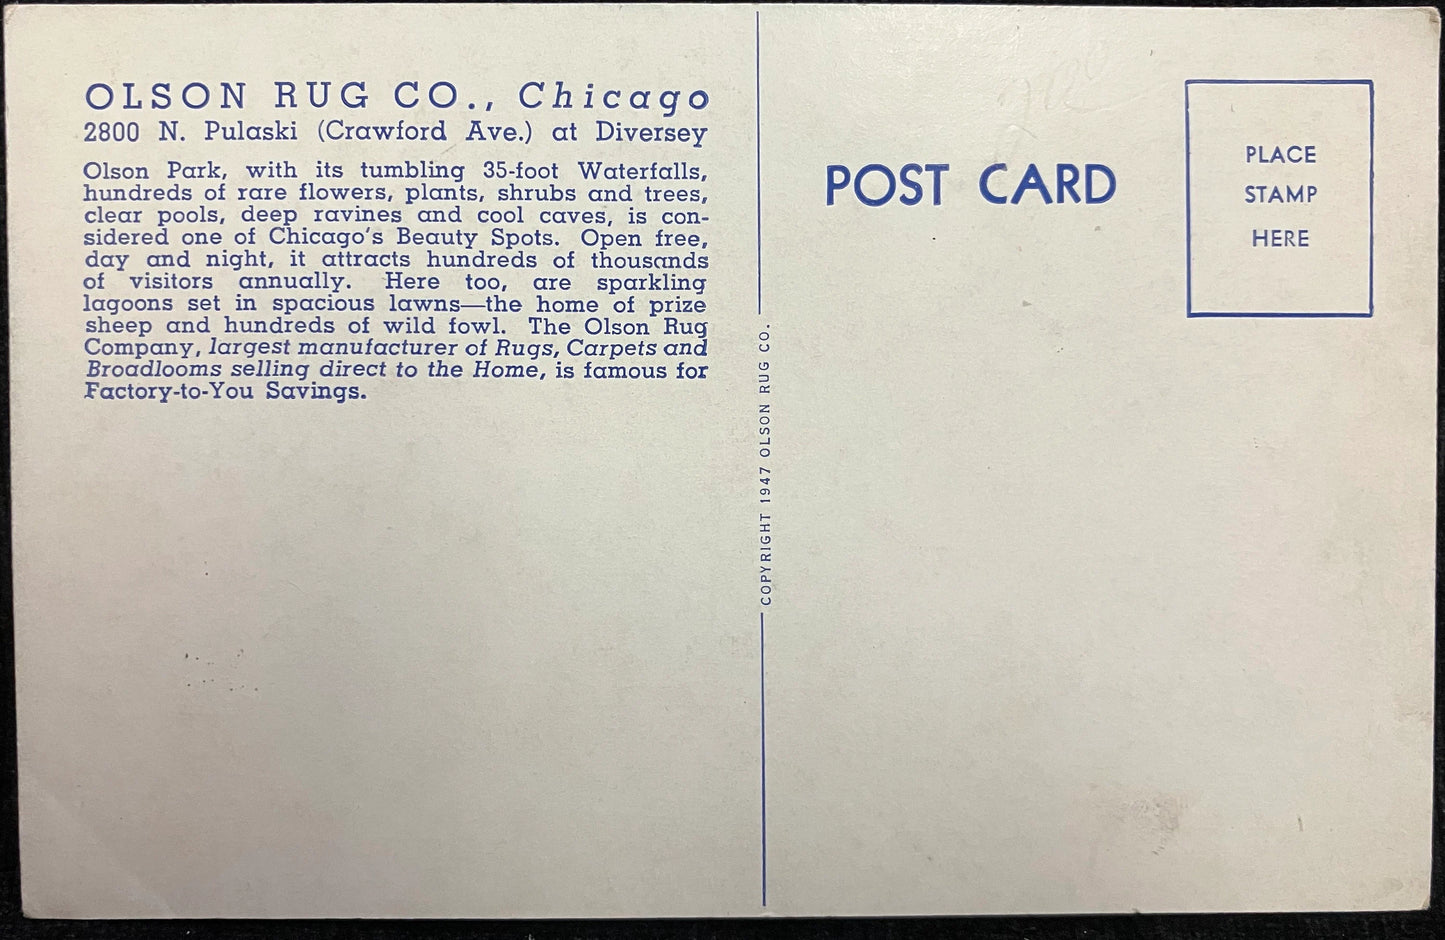 OLSON RUG CO., Chicago
2800 N. Pulaski (Crawford Ave.) at Diversey
Olson Park, with its tumbling 35-foot Waterfalls,
hundreds of rare flowers, plants, shrubs and trees,
clear pools, deep ravines and cool caves, is con-
sidered one of Chicago's Beauty Spots. Open free,
day and night, it attracts hundreds of thousands
of visitors annually. Here too, are sparkling
lagoons set in spacious lawns—the home of prize
sheep and hundreds of wild fowl. The Olson Rug
Company, largest manufacturer of Rugs, Carpets and
Broadlooms selling direct to the Home, is famous for
Factory-to-You Savings.
COPYRIGHT 1947 OLSON RUG CO.
POST CARD
PLACE
STAMP
HERE